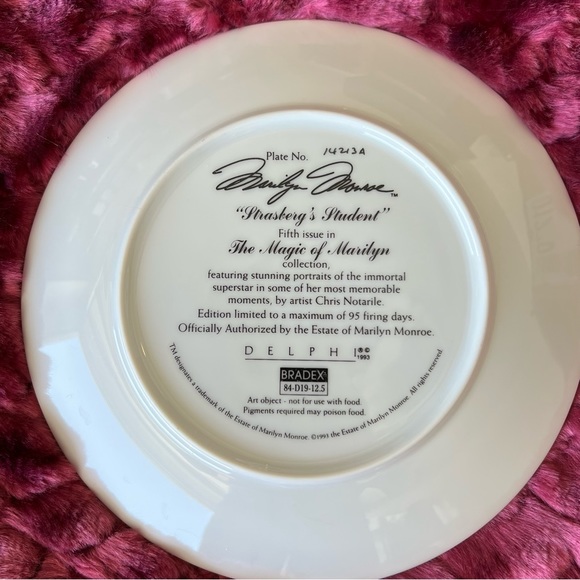 Plate No. 14213A
Marilyn Monroe ™
"Strasberg's Student"
Fifth issue in
The Magic of Marilyn
collection,
featuring stunning portraits of the immortal
superstar in some of her most memorable
moments, by artist Chris Notarile.
Edition limited to a maximum of 95 firing days.
Officially Authorized by the Estate of Marilyn Monroe.
DELPHI ®© 1993
BRADEX®
84-D19-12.5
Art object - not for use with food.
Pigments required may poison food.
TM designates a trademark of the Estate of Marilyn Monroe. ©1993 the Estate of Marilyn Monroe. All rights reserved